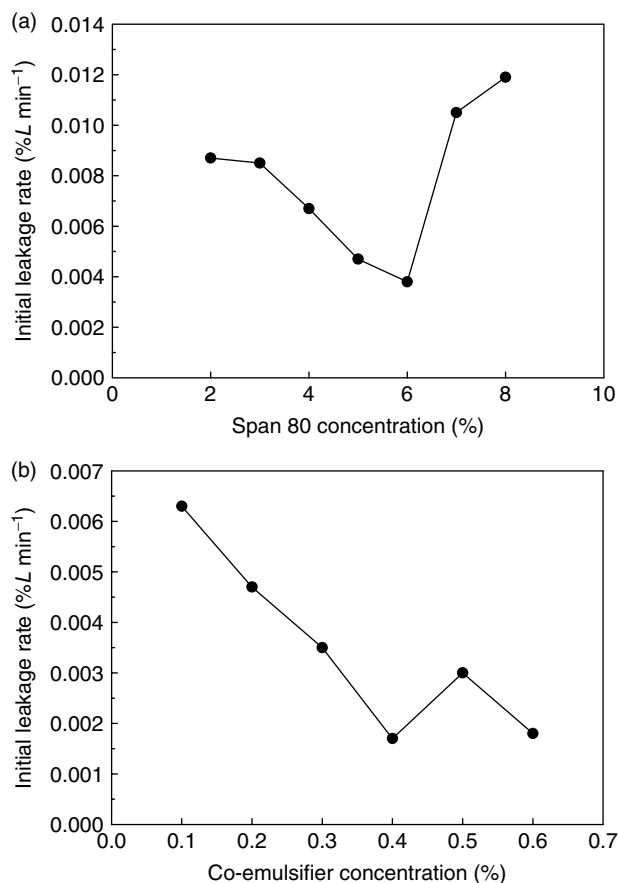 (a)
Initial leakage rate (%L min⁻¹)
0.014
0.012
0.010
0.008
0.006
0.004
0.002
0.000
0 2 4 6 8 10
Span 80 concentration (%)
(b)
Initial leakage rate (%L min⁻¹)
0.007
0.006
0.005
0.004
0.003
0.002
0.001
0.000
0.0 0.1 0.2 0.3 0.4 0.5 0.6 0.7
Co-emulsifier concentration (%)